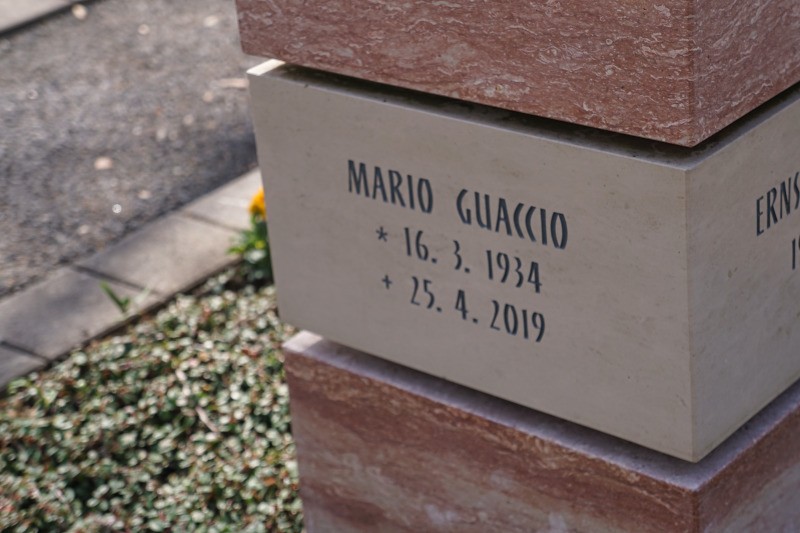 MARIO GUACCIO
* 16. 3. 1934
+ 25. 4. 2019